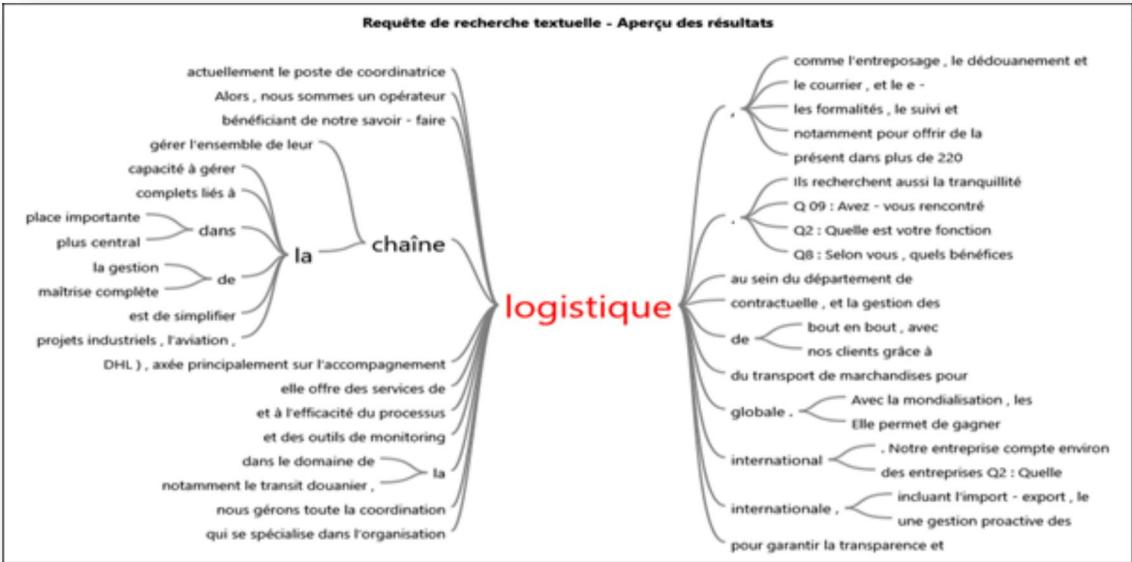 Requête de recherche textuelle - Aperçu des résultats
actuellement le poste de coordinatrice
Alors , nous sommes un opérateur
bénéficiant de notre savoir - faire
gérer l'ensemble de leur
capacité à gérer
complets liés à
place importante
plus central
dans
la gestion
maîtrise complète
de
est de simplifier
projets industriels , l'aviation ,
la
chaîne
DHL ) , axée principalement sur l'accompagnement
elle offre des services de
et à l'efficacité du processus
et des outils de monitoring
dans le domaine de
notamment le transit douanier ,
la
nous gérons toute la coordination
qui se spécialise dans l'organisation
logistique
,
comme l'entreposage , le dédouanement et
le courrier , et le e -
les formalités , le suivi et
notamment pour offrir de la
présent dans plus de 220
.
Ils recherchent aussi la tranquillité
Q 09 : Avez - vous rencontré
Q2 : Quelle est votre fonction
Q8 : Selon vous , quels bénéfices
au sein du département de
contractuelle , et la gestion des
de
bout en bout , avec
nos clients grâce à
du transport de marchandises pour
globale .
Avec la mondialisation , les
Elle permet de gagner
international
. Notre entreprise compte environ
des entreprises Q2 : Quelle
internationale ,
incluant l'import - export , le
une gestion proactive des
pour garantir la transparence et